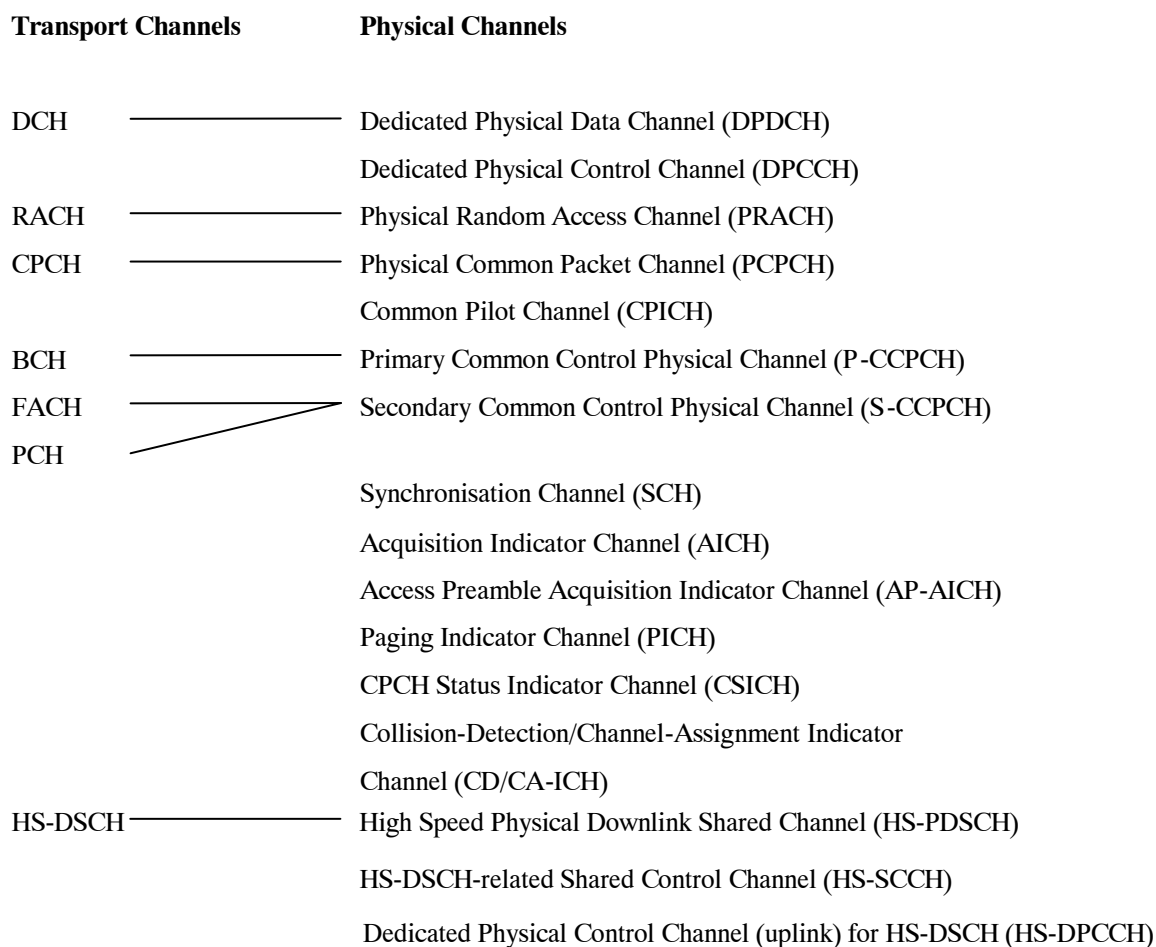 Transport Channels Physical Channels
DCH Dedicated Physical Data Channel (DPDCH)
Dedicated Physical Control Channel (DPCCH)
RACH Physical Random Access Channel (PRACH)
CPCH Physical Common Packet Channel (PCPCH)
Common Pilot Channel (CPICH)
BCH Primary Common Control Physical Channel (P-CCPCH)
FACH Secondary Common Control Physical Channel (S-CCPCH)
PCH
Synchronisation Channel (SCH)
Acquisition Indicator Channel (AICH)
Access Preamble Acquisition Indicator Channel (AP-AICH)
Paging Indicator Channel (PICH)
CPCH Status Indicator Channel (CSICH)
Collision-Detection/Channel-Assignment Indicator
Channel (CD/CA-ICH)
HS-DSCH High Speed Physical Downlink Shared Channel (HS-PDSCH)
HS-DSCH-related Shared Control Channel (HS-SCCH)
Dedicated Physical Control Channel (uplink) for HS-DSCH (HS-DPCCH)